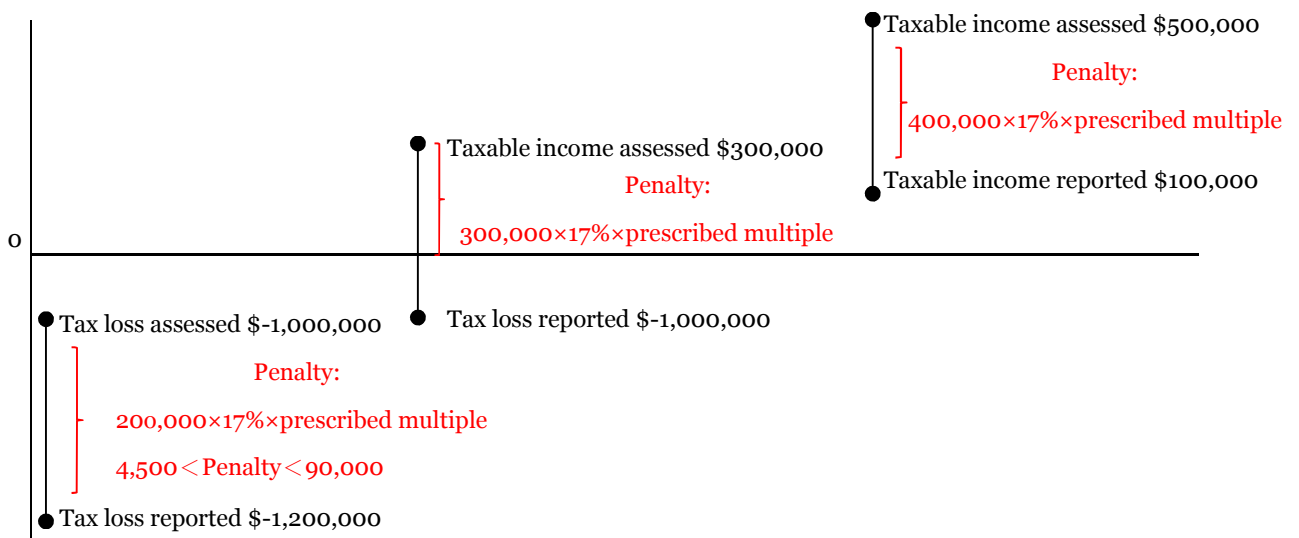 Taxable income assessed $500,000
Penalty:
400,000×17%×prescribed multiple
Taxable income reported $100,000
Taxable income assessed $300,000
Penalty:
300,000×17%×prescribed multiple
0
Tax loss reported $-1,000,000
Tax loss assessed $-1,000,000
Penalty:
200,000×17%×prescribed multiple
4,500＜Penalty＜90,000
Tax loss reported $-1,200,000